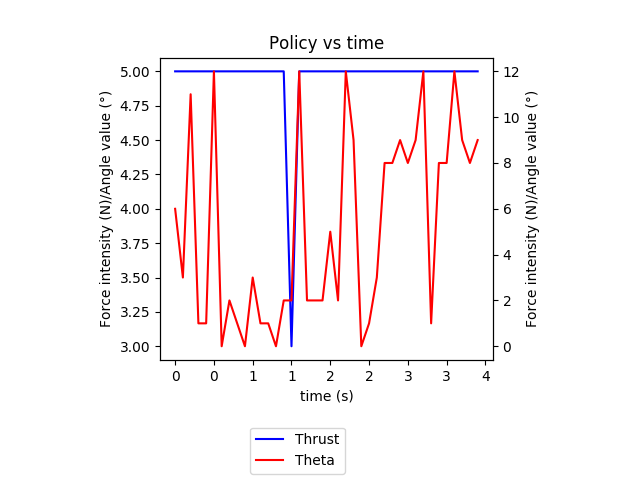 Policy vs time
5.00
4.75
4.50
4.25
4.00
3.75
3.50
3.25
3.00
Force intensity (N)/Angle value (°)
12
10
8
6
4
2
0
Force intensity (N)/Angle value (°)
0 0 1 1 2 2 3 3 4
time (s)
Thrust
Theta